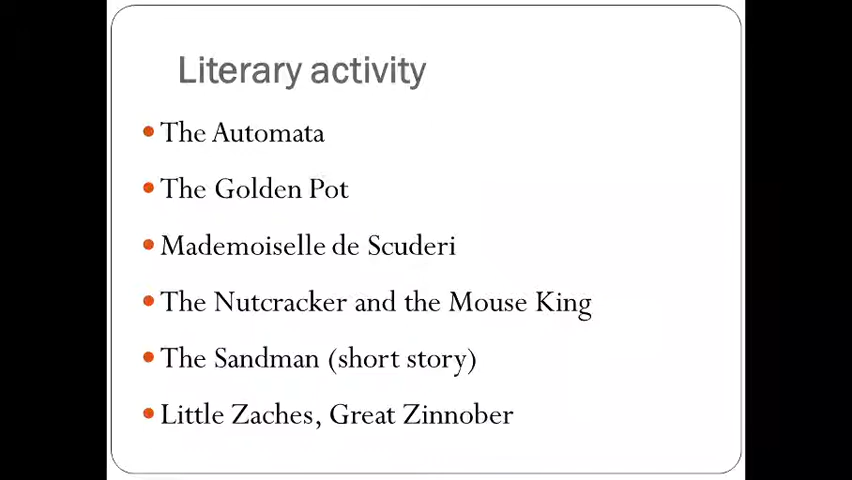 Literary activity
• The Automata
• The Golden Pot
• Mademoiselle de Scuderi
• The Nutcracker and the Mouse King
• The Sandman (short story)
• Little Zaches, Great Zinnober